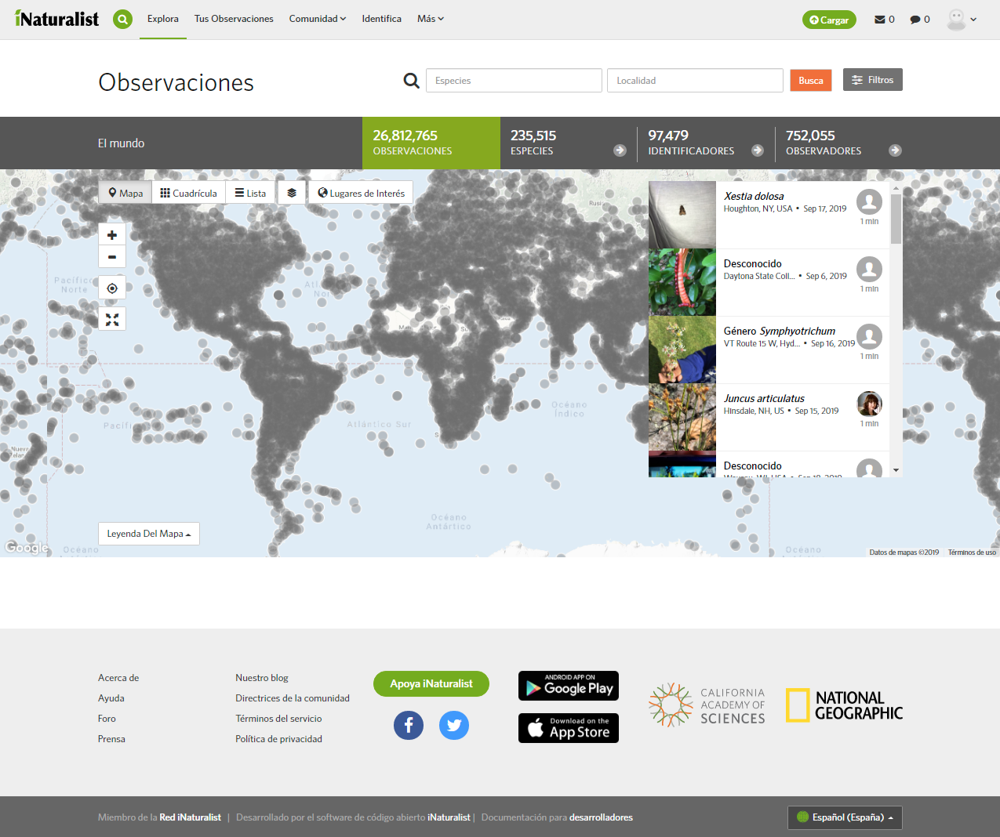 iNaturalist
Explora
Tus Observaciones
Comunidad
Identifica
Más
Cargar
0
0
Observaciones
Especies
Localidad
Busca
Filtros
El mundo
26,812,765
OBSERVACIONES
235,515
ESPECIES
97,479
IDENTIFICADORES
752,055
OBSERVADORES
Mapa
Cuadrícula
Lista
Lugares de Interés
Rusia
Pacífico
Norte
Atlántico Sur
Océano
Índico
Océano
Antártico
Océano
Océano
Xestia dolosa
Houghton, NY, USA • Sep 17, 2019
1 min
Desconocido
Daytona State Coll... • Sep 6, 2019
1 min
Género Symphyotrichum
VT Route 15 W, Hyd... • Sep 16, 2019
1 min
Juncus articulatus
Hinsdale, NH, US • Sep 15, 2019
1 min
Desconocido
Leyenda Del Mapa
Google
Datos de mapas ©2019
Términos de uso
Acerca de
Ayuda
Foro
Prensa
Nuestro blog
Directrices de la comunidad
Términos del servicio
Política de privacidad
Apoya iNaturalist
ANDROID APP ON
Google Play
Download on the
App Store
CALIFORNIA
ACADEMY OF
SCIENCES
NATIONAL
GEOGRAPHIC
Miembro de la Red iNaturalist | Desarrollado por el software de código abierto iNaturalist | Documentación para desarrolladores
Español (España)